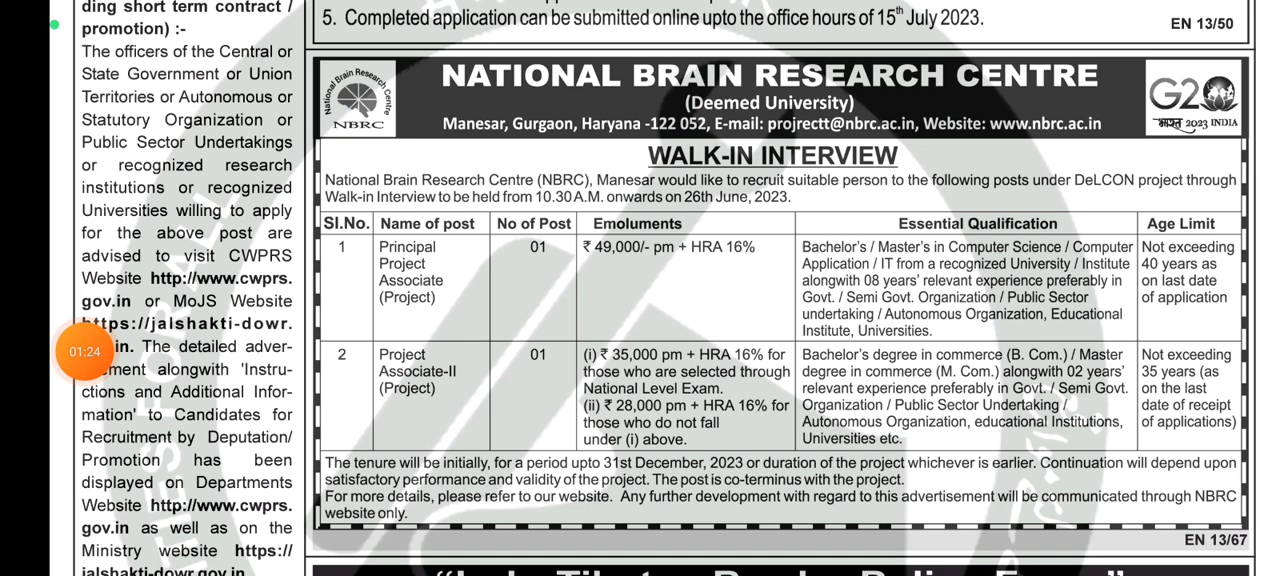 ding short term contract /
promotion) :-
The officers of the Central or
State Government or Union
Territories or Autonomous or
Statutory Organization or
Public Sector Undertakings
or recognized research
institutions or recognized
Universities willing to apply
for the above post are
advised to visit CWPRS
Website http://www.cwprs.
gov.in or MoJS Website
https://jalshakti-dowr.
in. The detailed adver-
ment alongwith 'Instru-
ctions and Additional Infor-
mation' to Candidates for
Recruitment by Deputation/
Promotion has been
displayed on Departments
Website http://www.cwprs.
gov.in as well as on the
Ministry website https://
jalshakti-dowr.gov.in
01:24
5. Completed application can be submitted online upto the office hours of 15th July 2023.
EN 13/50
National Brain Research Centre
NBRC
NATIONAL BRAIN RESEARCH CENTRE
(Deemed University)
Manesar, Gurgaon, Haryana -122 052, E-mail: projrectt@nbrc.ac.in, Website: www.nbrc.ac.in
G20
भारत 2023 INDIA
WALK-IN INTERVIEW
National Brain Research Centre (NBRC), Manesar would like to recruit suitable person to the following posts under DeLCON project through
Walk-in Interview to be held from 10.30 A.M. onwards on 26th June, 2023.
Sl.No. Name of post No of Post Emoluments Essential Qualification Age Limit
1 Principal 01 ₹ 49,000/- pm + HRA 16% Bachelor's / Master's in Computer Science / Computer Not exceeding
Project Application / IT from a recognized University / Institute 40 years as
Associate alongwith 08 years' relevant experience preferably in on last date
(Project) Govt. / Semi Govt. Organization / Public Sector of application
undertaking / Autonomous Organization, Educational
Institute, Universities.
2 Project 01 (i) ₹ 35,000 pm + HRA 16% for Bachelor's degree in commerce (B. Com.) / Master Not exceeding
Associate-II those who are selected through degree in commerce (M. Com.) alongwith 02 years' 35 years (as
(Project) National Level Exam. relevant experience preferably in Govt. / Semi Govt. on the last
(ii) ₹ 28,000 pm + HRA 16% for Organization / Public Sector Undertaking / date of receipt
those who do not fall Autonomous Organization, educational Institutions, of applications)
under (i) above. Universities etc.
The tenure will be initially, for a period upto 31st December, 2023 or duration of the project whichever is earlier. Continuation will depend upon
satisfactory performance and validity of the project. The post is co-terminus with the project.
For more details, please refer to our website. Any further development with regard to this advertisement will be communicated through NBRC
website only.
EN 13/67